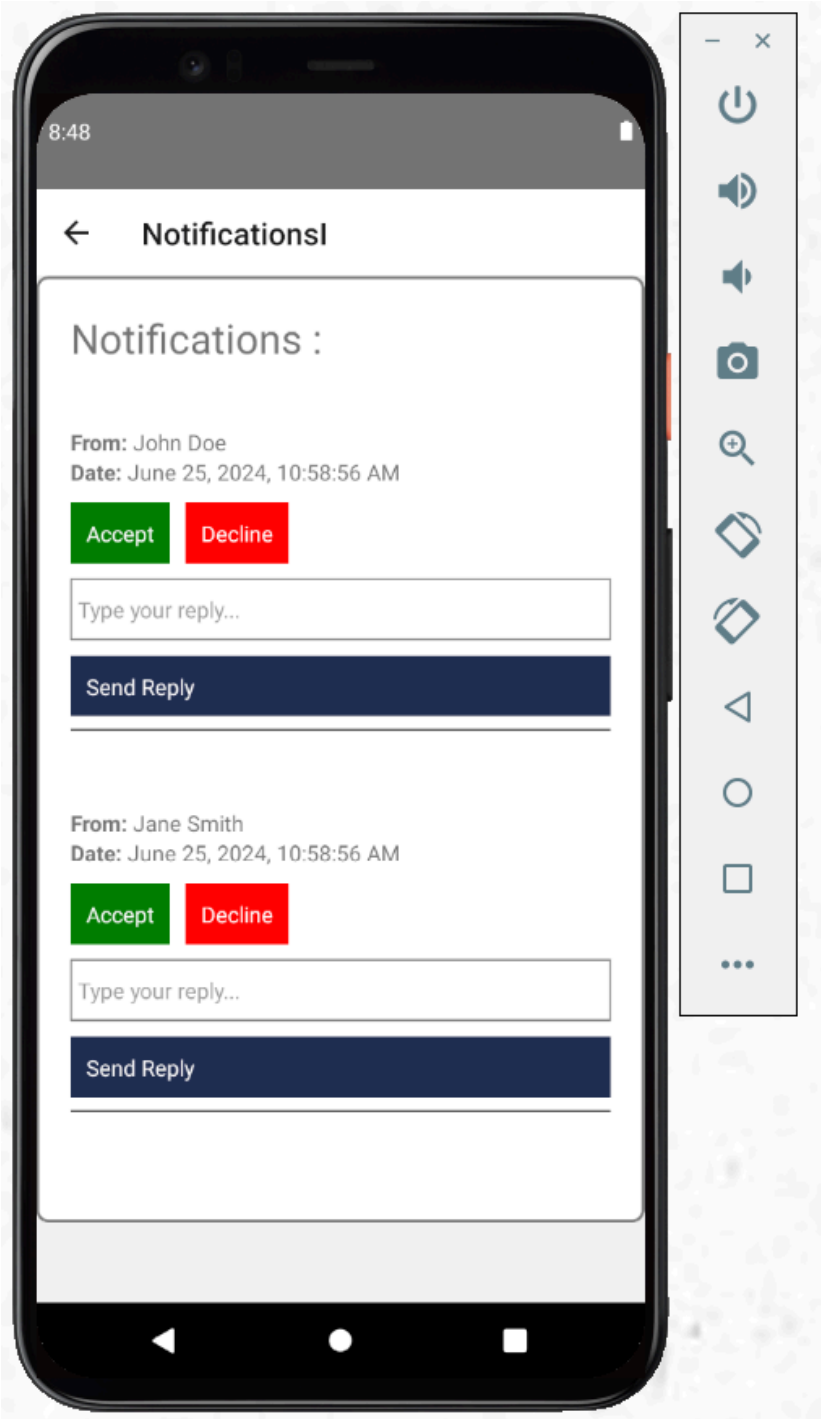 8:48
NotificationsI
Notifications :
From: John Doe
Date: June 25, 2024, 10:58:56 AM
Accept Decline
Type your reply...
Send Reply
From: Jane Smith
Date: June 25, 2024, 10:58:56 AM
Accept Decline
Type your reply...
Send Reply